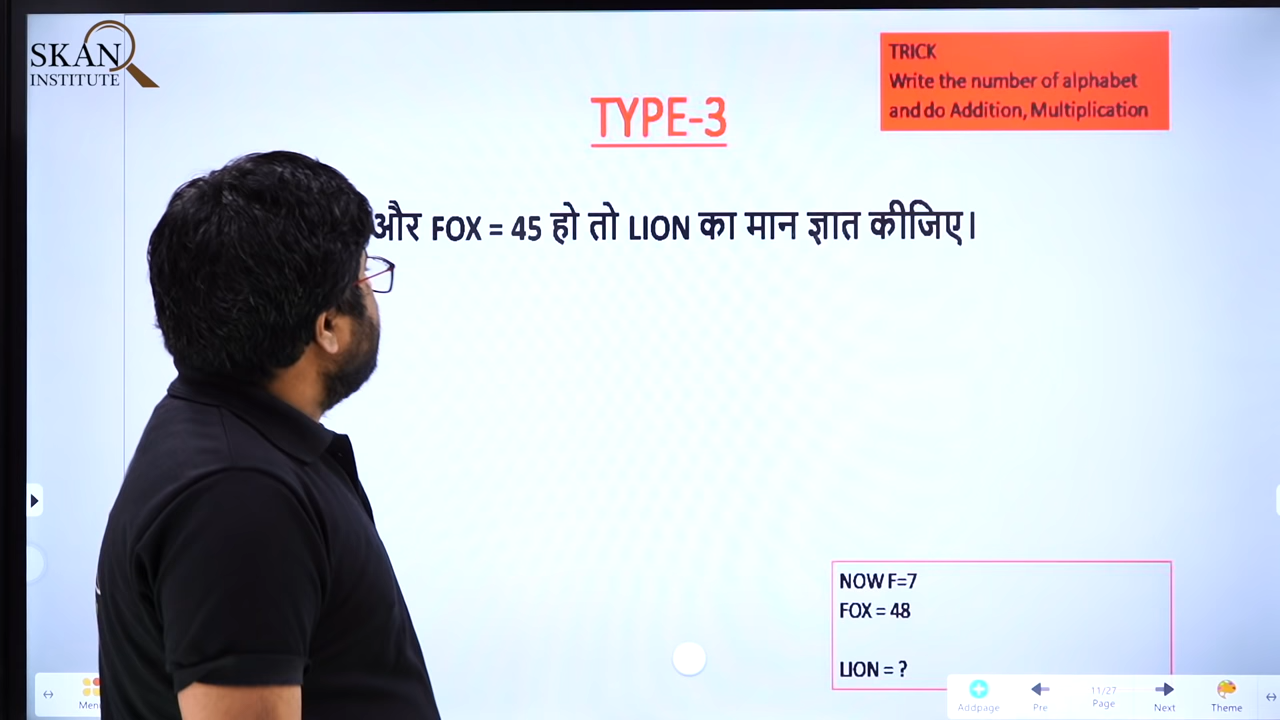 SKAN
INSTITUTE
TRICK
Write the number of alphabet
and do Addition, Multiplication
TYPE-3
और FOX = 45 हो तो LION का मान ज्ञात कीजिए।
NOW F=7
FOX = 48
LION = ?
Menu
Addpage
Pre
11/27
Page
Next
Theme